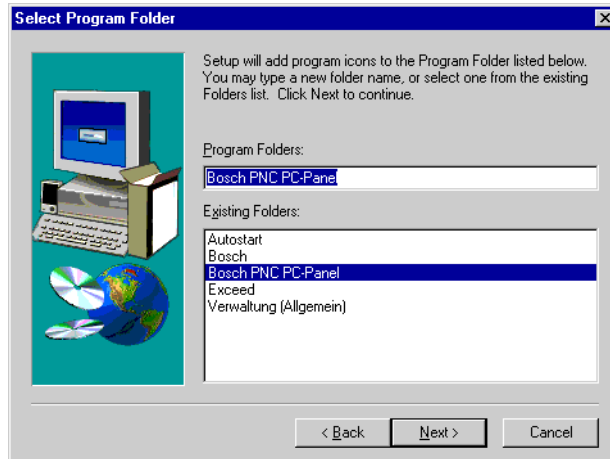 Select Program Folder
Setup will add program icons to the Program Folder listed below.
You may type a new folder name, or select one from the existing
Folders list. Click Next to continue.
Program Folders:
Bosch PNC PC-Panel
Existing Folders:
Autostart
Bosch
Bosch PNC PC-Panel
Exceed
Verwaltung (Allgemein)
< Back
Next >
Cancel